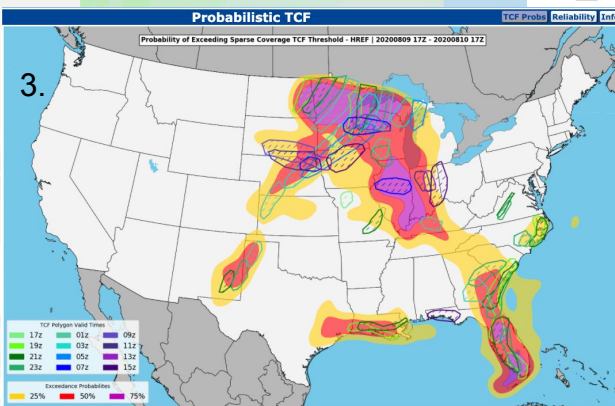 Probabilistic TCF
TCF Probs Reliability Inf
Probability of Exceeding Sparse Coverage TCF Threshold - HREF | 20200809 17Z - 20200810 17Z
3.
TCF Polygon Valid Times
17z 01z 09z
19z 03z 11z
21z 05z 13z
23z 07z 15z
Exceedance Probabilites
25% 50% 75%